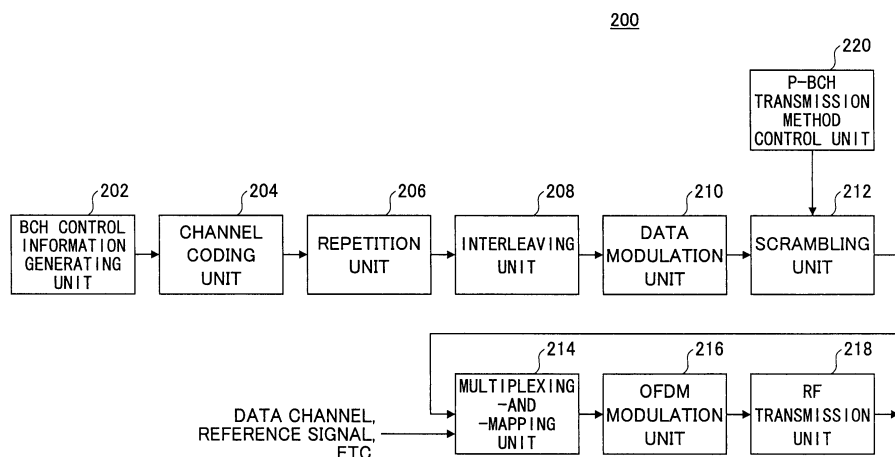 200
220
P-BCH
TRANSMISSION
METHOD
CONTROL UNIT
202
BCH CONTROL
INFORMATION
GENERATING
UNIT
204
CHANNEL
CODING
UNIT
206
REPETITION
UNIT
208
INTERLEAVING
UNIT
210
DATA
MODULATION
UNIT
212
SCRAMBLING
UNIT
DATA CHANNEL,
REFERENCE SIGNAL,
ETC
214
MULTIPLEXING
-AND
-MAPPING
UNIT
216
OFDM
MODULATION
UNIT
218
RF
TRANSMISSION
UNIT